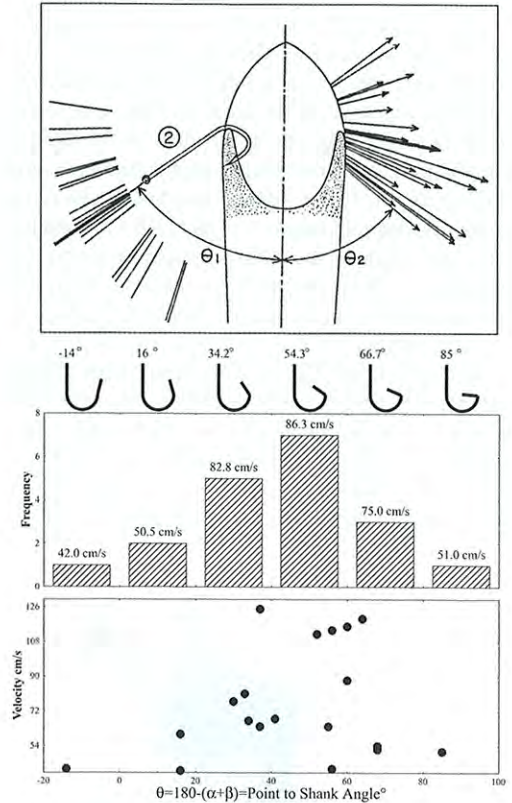 ②
Θ1 Θ2
-14° 16° 34.2° 54.3° 66.7° 85°
8
6
4
2
0
Frequency
42.0 cm/s
50.5 cm/s
82.8 cm/s
86.3 cm/s
75.0 cm/s
51.0 cm/s
126
108
90
72
54
Velocity cm/s
-20 0 20 40 60 80 100
θ=180-(α+β)=Point to Shank Angle°